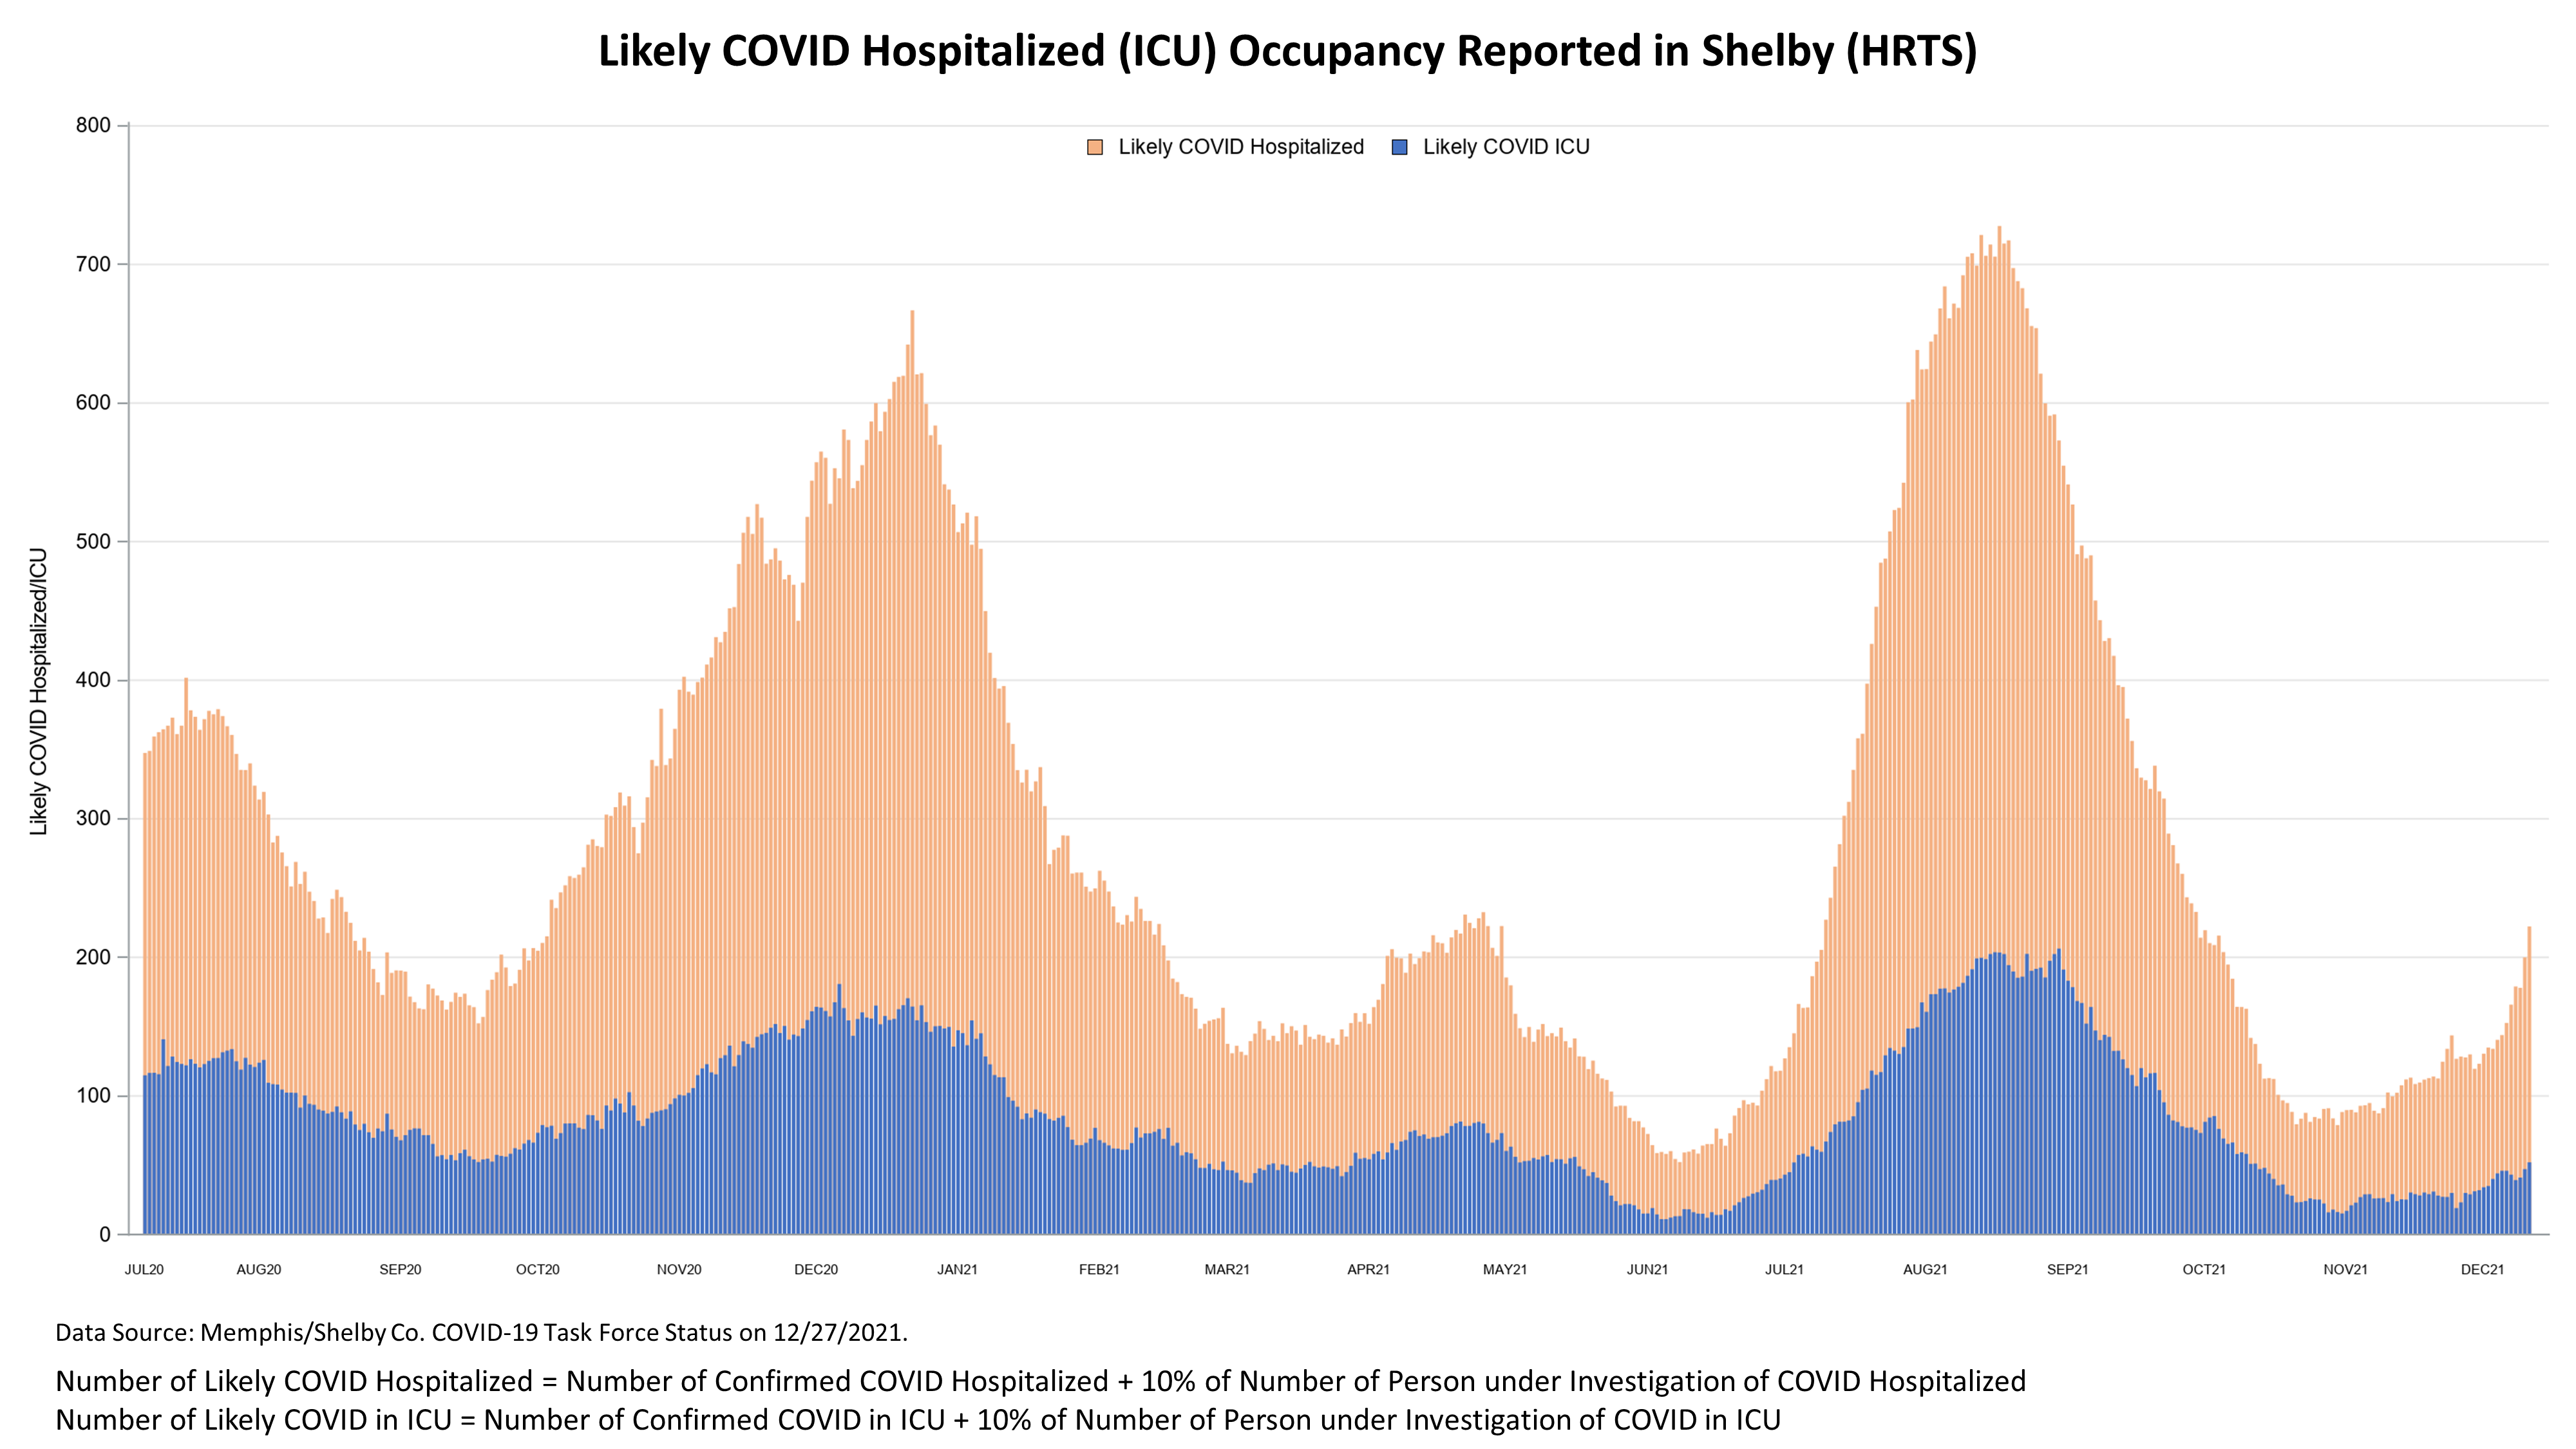 Likely COVID Hospitalized (ICU) Occupancy Reported in Shelby (HRTS)
Likely COVID Hospitalized Likely COVID ICU
Likely COVID Hospitalized/ICU
800
700
600
500
400
300
200
100
0
JUL20 AUG20 SEP20 OCT20 NOV20 DEC20 JAN21 FEB21 MAR21 APR21 MAY21 JUN21 JUL21 AUG21 SEP21 OCT21 NOV21 DEC21
Data Source: Memphis/Shelby Co. COVID-19 Task Force Status on 12/27/2021.
Number of Likely COVID Hospitalized = Number of Confirmed COVID Hospitalized + 10% of Number of Person under Investigation of COVID Hospitalized
Number of Likely COVID in ICU = Number of Confirmed COVID in ICU + 10% of Number of Person under Investigation of COVID in ICU